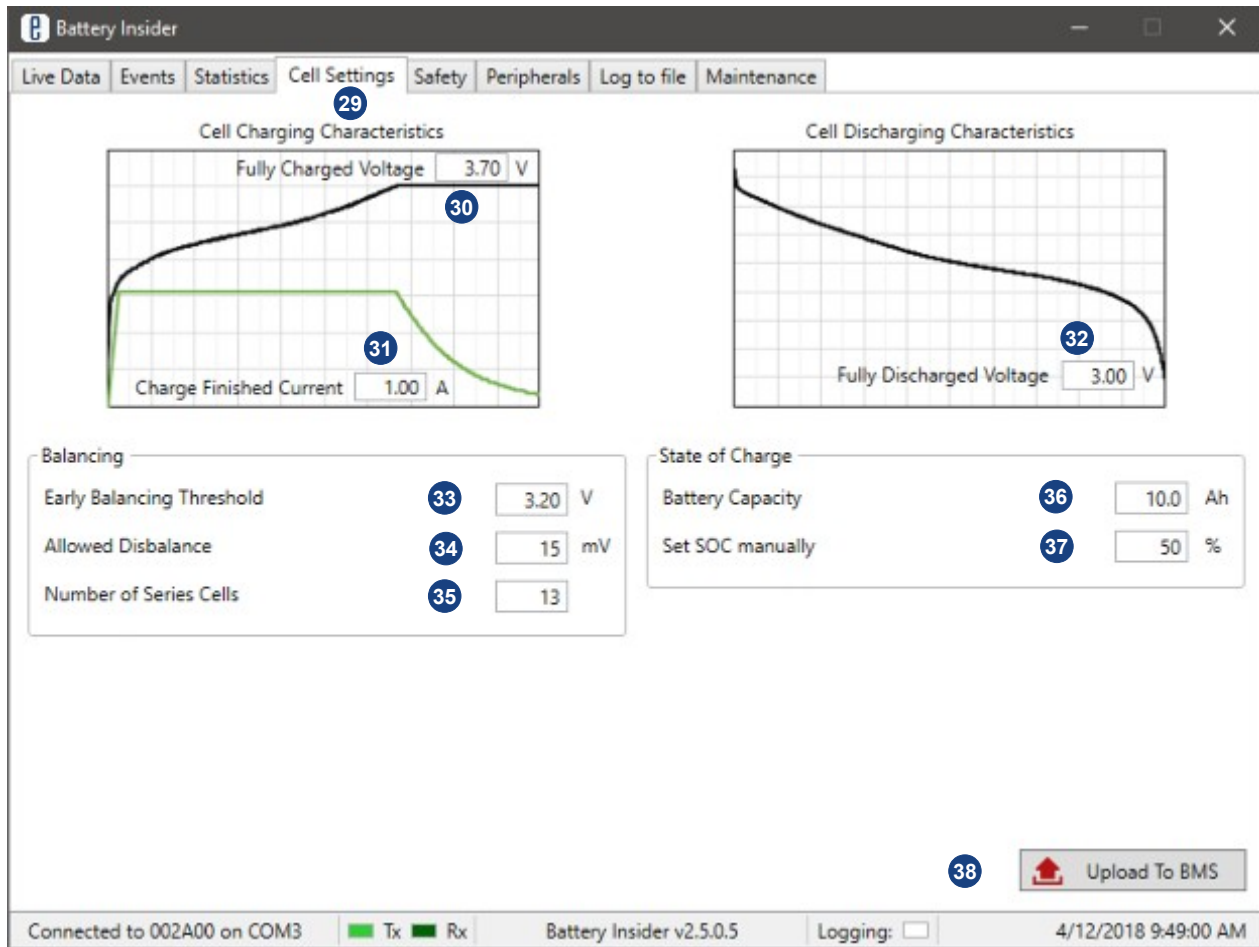 Battery Insider
Live Data Events Statistics Cell Settings Safety Peripherals Log to file Maintenance
29
Cell Charging Characteristics
Fully Charged Voltage 3.70 V
30
31
Charge Finished Current 1.00 A
Cell Discharging Characteristics
32
Fully Discharged Voltage 3.00 V
Balancing
Early Balancing Threshold 33 3.20 V
Allowed Disbalance 34 15 mV
Number of Series Cells 35 13
State of Charge
Battery Capacity 36 10.0 Ah
Set SOC manually 37 50 %
38 Upload To BMS
Connected to 002A00 on COM3 Tx Rx Battery Insider v2.5.0.5 Logging: 4/12/2018 9:49:00 AM